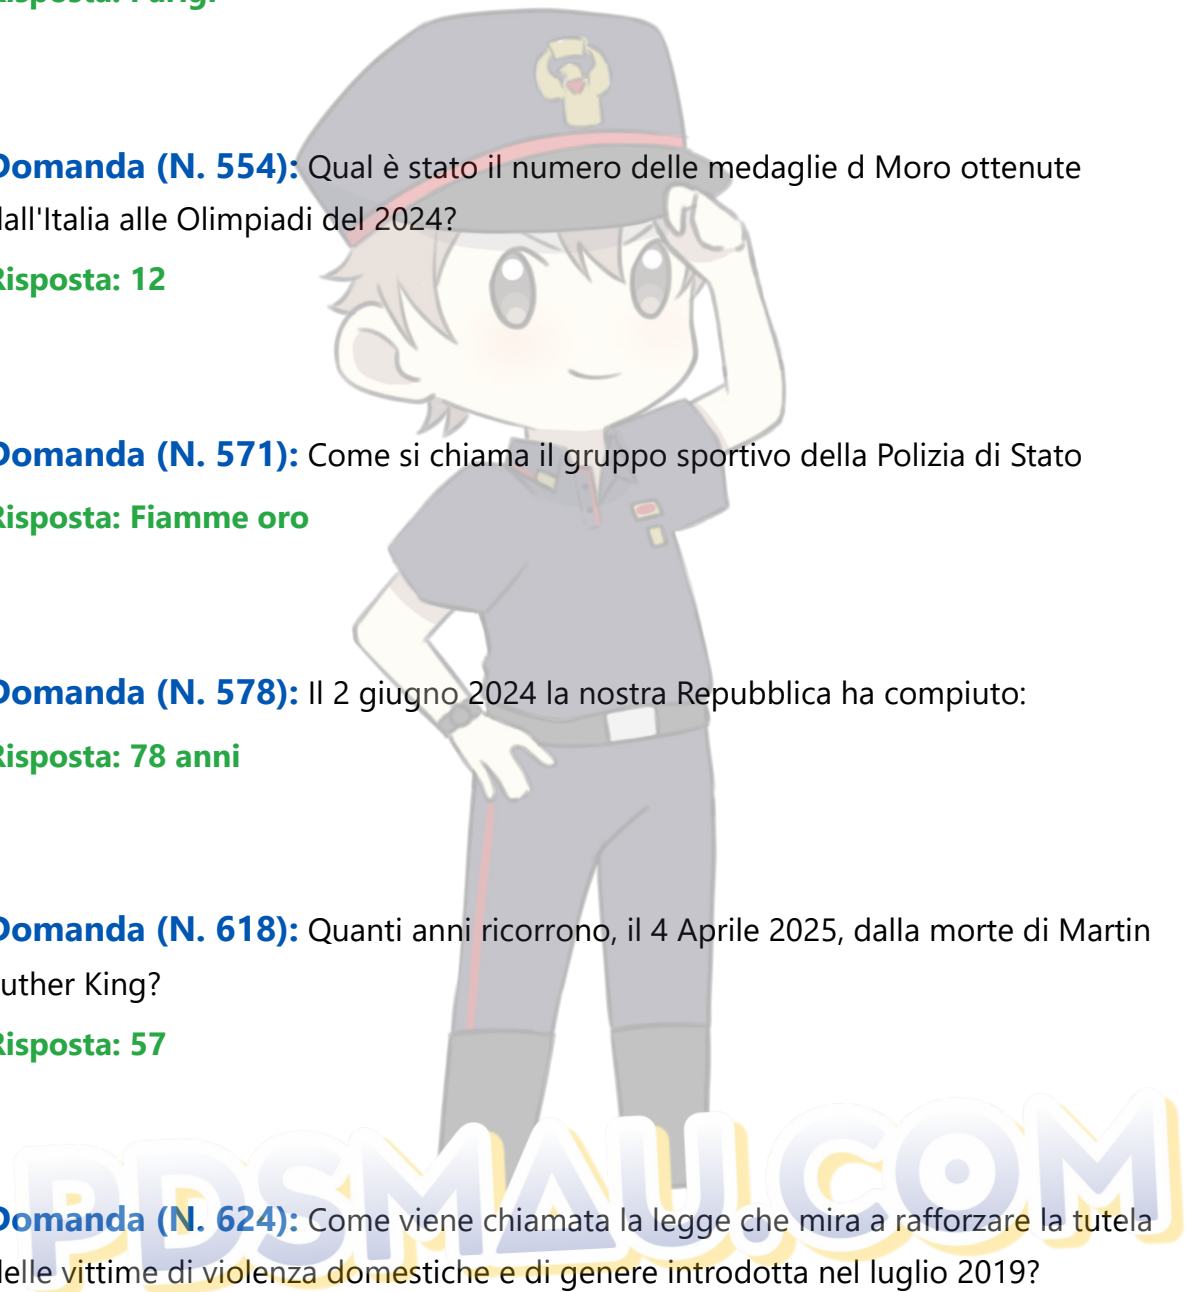 Risposta: Parigi
Domanda (N. 554): Qual è stato il numero delle medaglie d Moro ottenute
dall'Italia alle Olimpiadi del 2024?
Risposta: 12
Domanda (N. 571): Come si chiama il gruppo sportivo della Polizia di Stato
Risposta: Fiamme oro
Domanda (N. 578): Il 2 giugno 2024 la nostra Repubblica ha compiuto:
Risposta: 78 anni
Domanda (N. 618): Quanti anni ricorrono, il 4 Aprile 2025, dalla morte di Martin
Luther King?
Risposta: 57
PDSMAU.COM
Domanda (N. 624): Come viene chiamata la legge che mira a rafforzare la tutela
delle vittime di violenza domestiche e di genere introdotta nel luglio 2019?